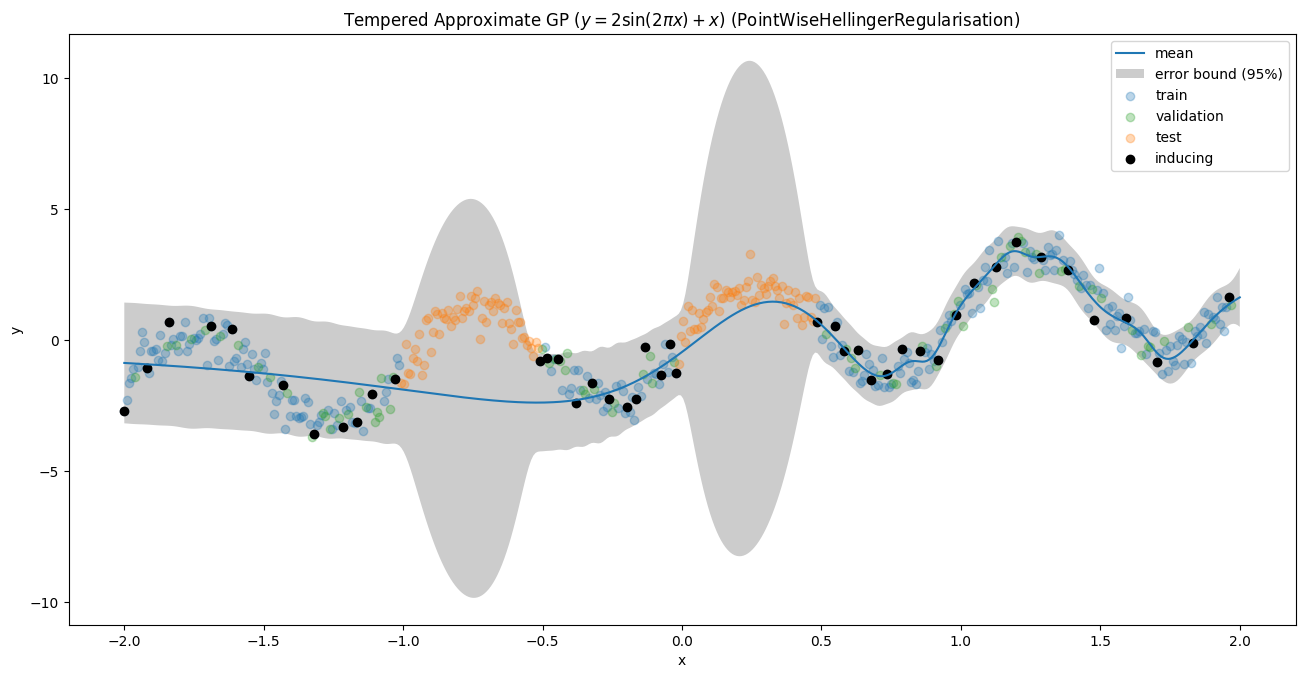 Tempered Approximate GP (y = 2sin(2πx) + x) (PointWiseHellingerRegularisation)
mean
error bound (95%)
train
validation
test
inducing
10
5
0
−5
−10
y
−2.0 −1.5 −1.0 −0.5 0.0 0.5 1.0 1.5 2.0
x